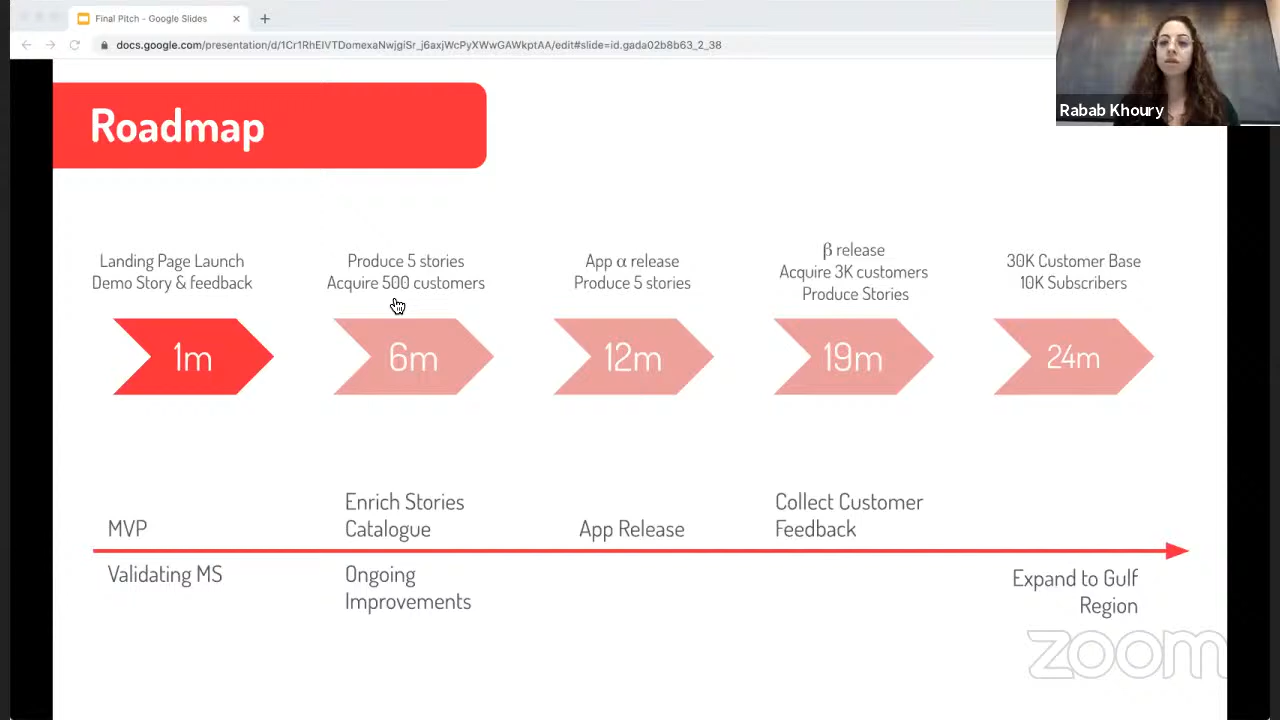 Final Pitch - Google Slides
docs.google.com/presentation/d/1Cr1RhEIVTDomexaNwjgiSr_j6axjWcPyXWwGAWkptAA/edit#slide=id.gada02b8b63_2_38
Rabab Khoury
Roadmap
Landing Page Launch
Demo Story & feedback
Produce 5 stories
Acquire 500 customers
App α release
Produce 5 stories
β release
Acquire 3K customers
Produce Stories
30K Customer Base
10K Subscribers
1m
6m
12m
19m
24m
MVP
Enrich Stories
Catalogue
App Release
Collect Customer
Feedback
Validating MS
Ongoing
Improvements
Expand to Gulf
Region
zoom